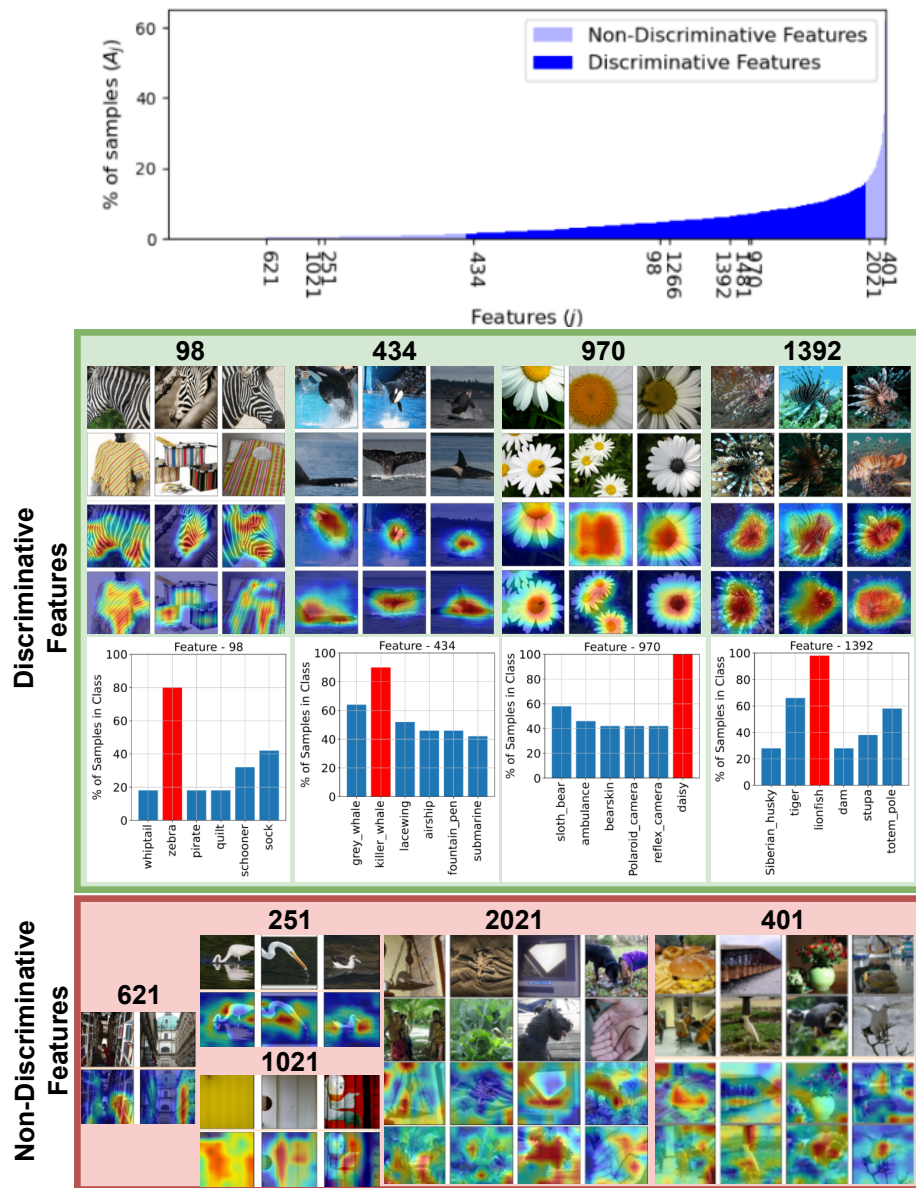 60
40
20
0
% of samples (Aj)
Non-Discriminative Features
Discriminative Features
621
1021
251
434
98
1266
1392
1481
970
2021
401
Features (j)
Discriminative
Features
98
434
970
1392
Feature - 98
% of Samples in Class
100
80
60
40
20
0
whiptail
zebra
pirate
quilt
schooner
sock
Feature - 434
% of Samples in Class
100
80
60
40
20
0
grey_whale
killer_whale
lacewing
airship
fountain_pen
submarine
Feature - 970
% of Samples in Class
100
80
60
40
20
0
sloth_bear
ambulance
bearskin
Polaroid_camera
reflex_camera
daisy
Feature - 1392
% of Samples in Class
100
80
60
40
20
0
Siberian_husky
tiger
lionfish
dam
stupa
totem_pole
Non-Discriminative
Features
621
251
1021
2021
401